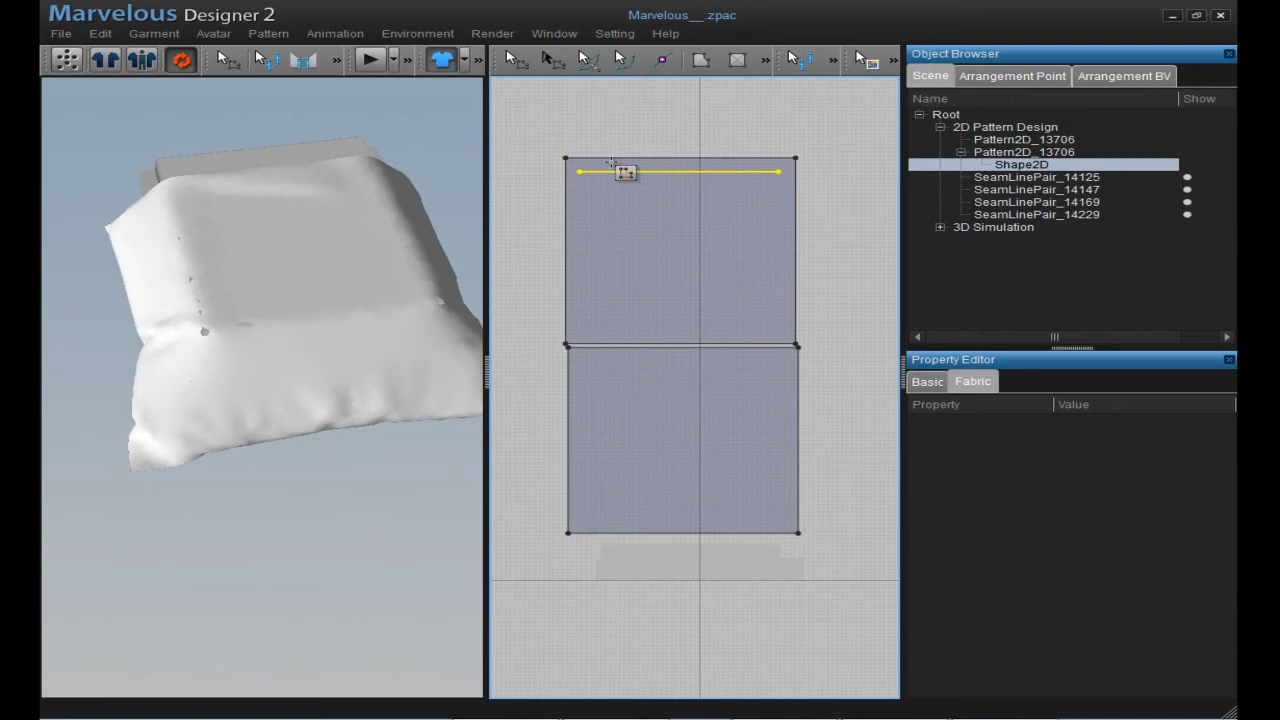 Marvelous Designer 2
Marvelous__.zpac
File Edit Garment Avatar Pattern Animation Environment Render Window Setting Help
Object Browser
Scene Arrangement Point Arrangement BV
Name Show
Root
2D Pattern Design
Pattern2D_13706
Pattern2D_13706
Shape2D
SeamLinePair_14125
SeamLinePair_14147
SeamLinePair_14169
SeamLinePair_14229
3D Simulation
Property Editor
Basic Fabric
Property Value